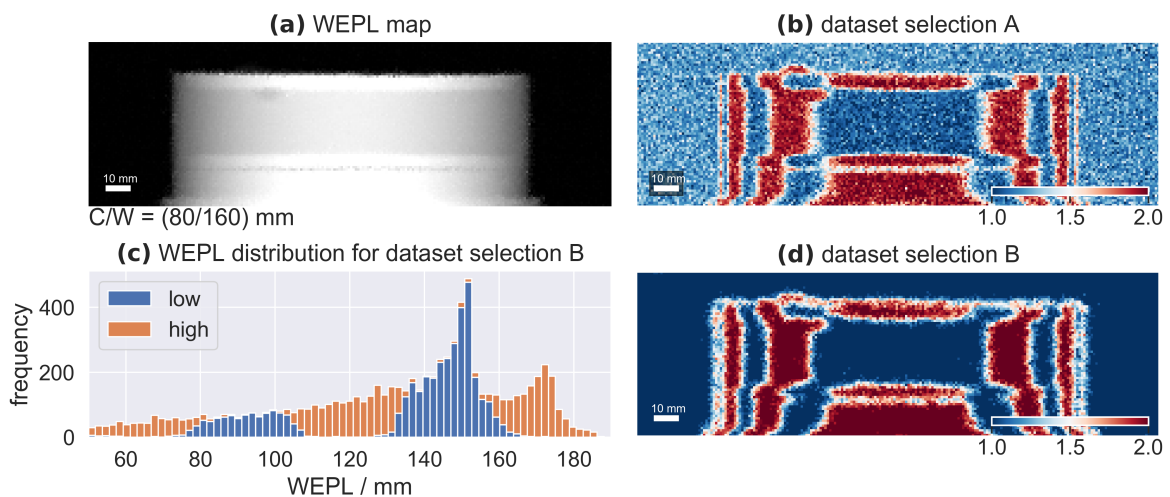 (a) WEPL map
10 mm
C/W = (80/160) mm
(b) dataset selection A
10 mm
1.0 1.5 2.0
(c) WEPL distribution for dataset selection B
frequency
400
200
0
low
high
60 80 100 120 140 160 180
WEPL / mm
(d) dataset selection B
10 mm
1.0 1.5 2.0